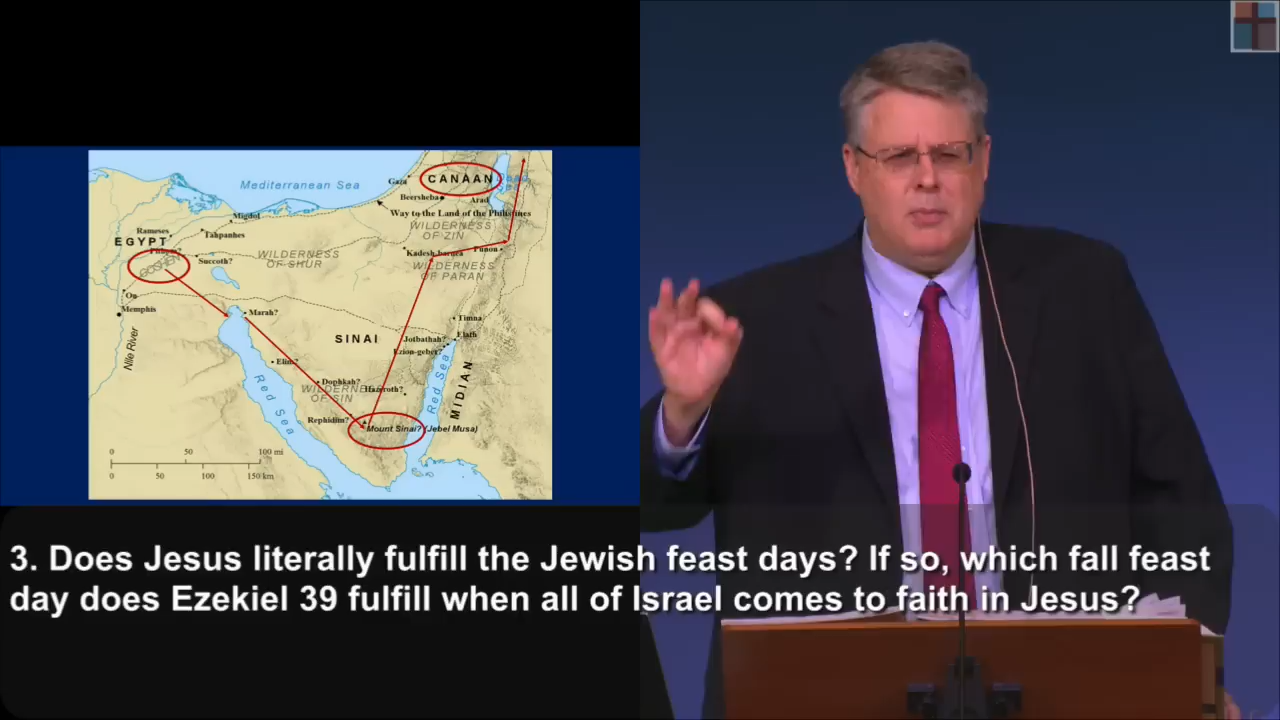 Mediterranean Sea
Gaza
CANAAN
Beersheba
Arad
Way to the Land of the Philistines
Migdol
Rameses
Tahpanhes
EGYPT
WILDERNESS
OF ZIN
WILDERNESS
OF SHUR
Succoth?
GOSHEN
Kadesh-barnea
Punon
WILDERNESS
OF PARAN
On
Memphis
Marah?
Timna
SINAI
Jotbathah?
Elath
Ezion-geber?
Nile River
Elim?
Dophkah?
Hazeroth?
WILDERNESS
OF SIN
Red Sea
Red Sea
MIDIAN
Rephidim?
Mount Sinai? (Jebel Musa)
0 50 100 mi
0 50 100 150 km
3. Does Jesus literally fulfill the Jewish feast days? If so, which fall feast
day does Ezekiel 39 fulfill when all of Israel comes to faith in Jesus?